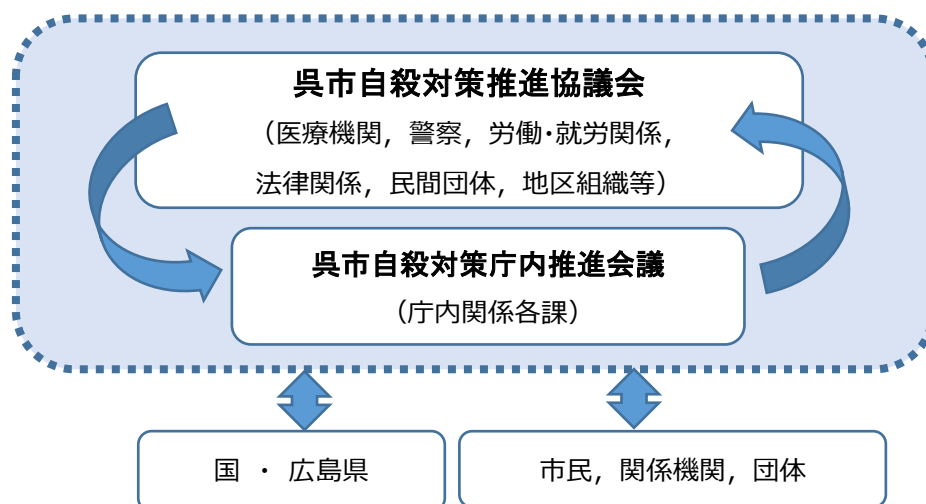 呉市自殺対策推進協議会
（医療機関，警察，労働・就労関係，
法律関係，民間団体，地区組織等）
呉市自殺対策庁内推進会議
（庁内関係各課）
国 ・ 広島県
市民，関係機関，団体